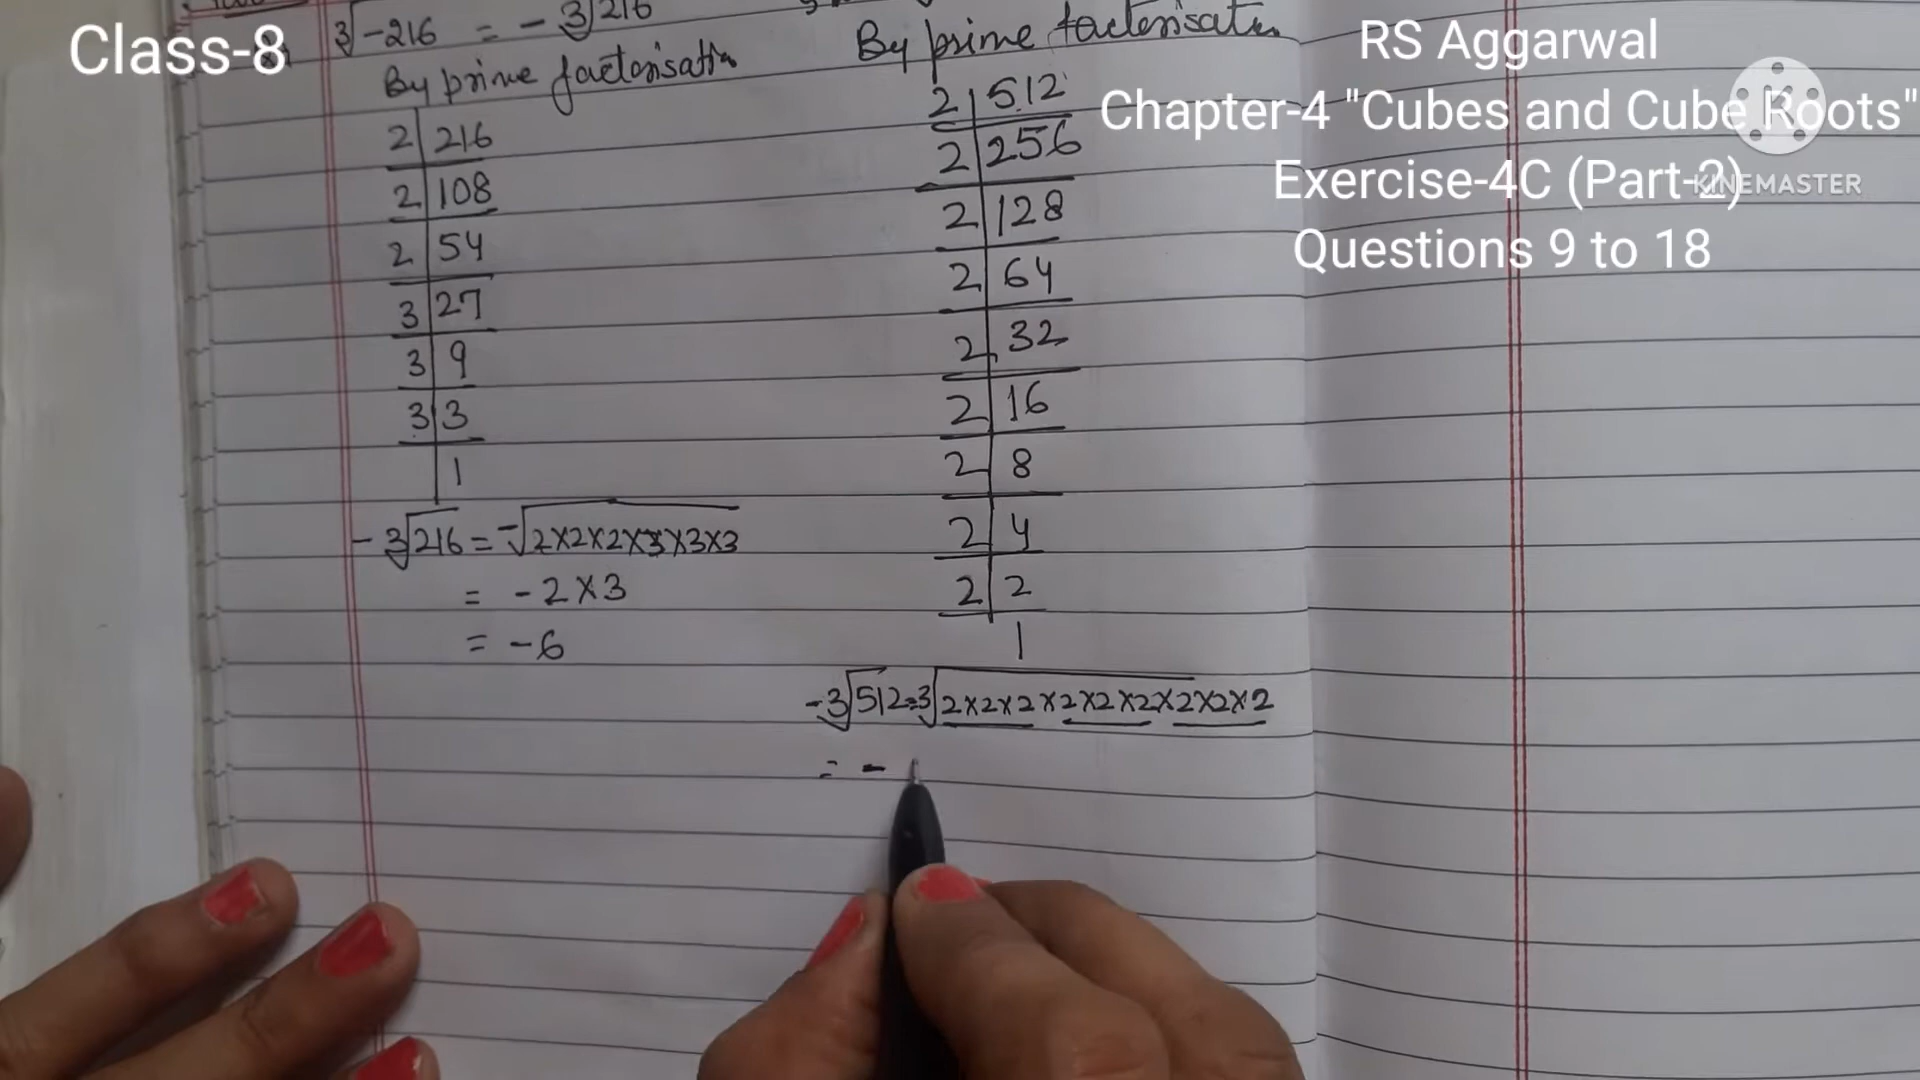 Class-8
∛-216 = - ∛216
By prime factorisation
2 | 216
2 | 108
2 | 54
3 | 27
3 | 9
3 | 3
1
- ∛216 = -√2×2×2×3×3×3
= -2×3
= -6
By prime factorisation
2 | 512
2 | 256
2 | 128
2 | 64
2 | 32
2 | 16
2 | 8
2 | 4
2 | 2
1
-∛512 = ∛2×2×2×2×2×2×2×2×2
= -
RS Aggarwal
Chapter-4 "Cubes and Cube Roots"
Exercise-4C (Part-2)
Questions 9 to 18
K
KINEMASTER